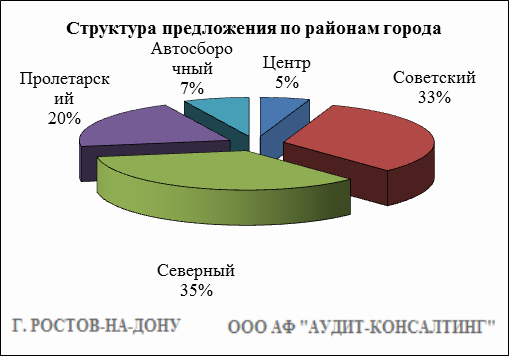 Структура предложения по районам города
Автосборо
чный
7%
Центр
5%
Советский
33%
Пролетарск
ий
20%
Северный
35%
Г. РОСТОВ-НА-ДОНУ
ООО АФ "АУДИТ-КОНСАЛТИНГ"